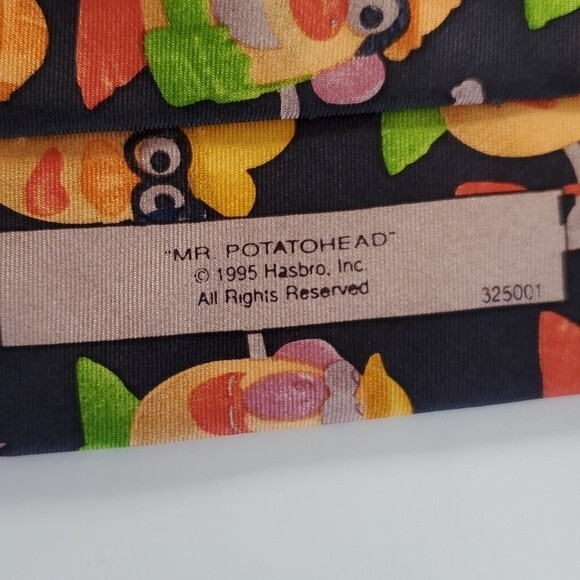 "MR. POTATOHEAD"
© 1995 Hasbro, Inc.
All Rights Reserved
325001